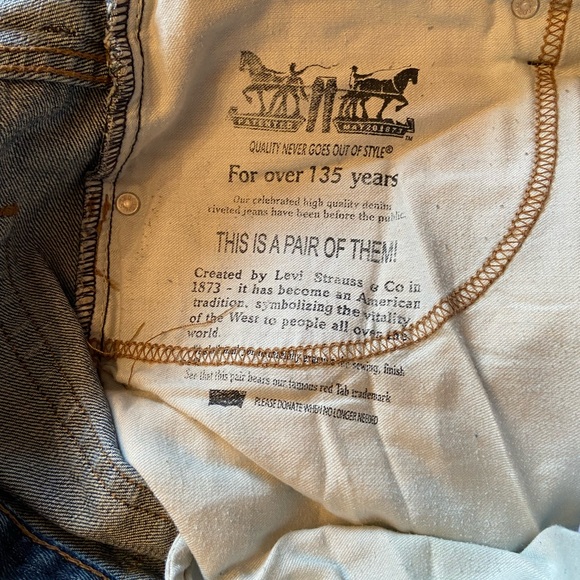 PATENTED MAY 20 1873 TM
QUALITY NEVER GOES OUT OF STYLE®
For over 135 years
Our celebrated high quality denim
riveted jeans have been before the public.
THIS IS A PAIR OF THEM!
Created by Levi Strauss & Co in
1873 - it has become an American
tradition, symbolizing the vitality
of the West to people all over the
world.
sewing, finish
See that this pair bears our famous red Tab trademark
PLEASE DONATE WHEN NO LONGER NEEDED